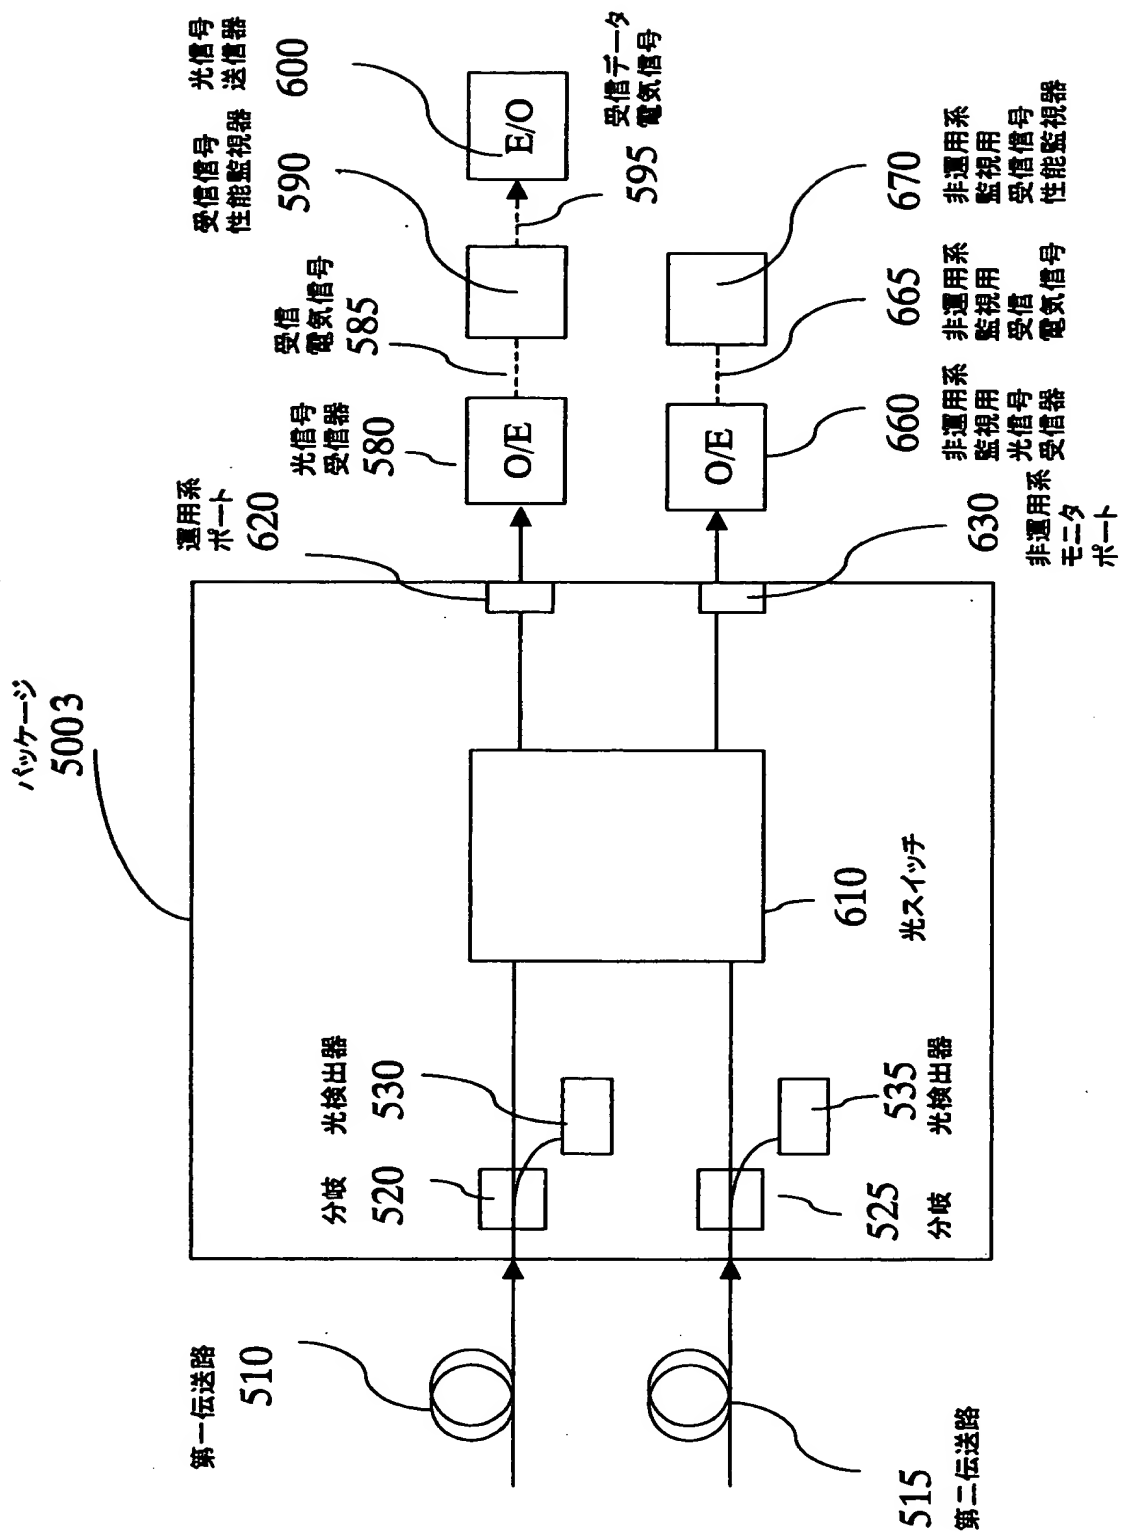 パッケージ
5003
第一伝送路
510
分岐
520
光検出器
530
運用系
ポート
620
光信号
受信器
580
受信
電気信号
585
受信信号
性能監視器
590
光信号
送信器
600
O/E
E/O
595
受信データ
電気信号
515
第二伝送路
525
分岐
535
光検出器
610
光スイッチ
630
非運用系
モニタ
ポート
O/E
660
非運用系
監視用
光信号
受信器
665
非運用系
監視用
受信
電気信号
670
非運用系
監視用
受信信号
性能監視器